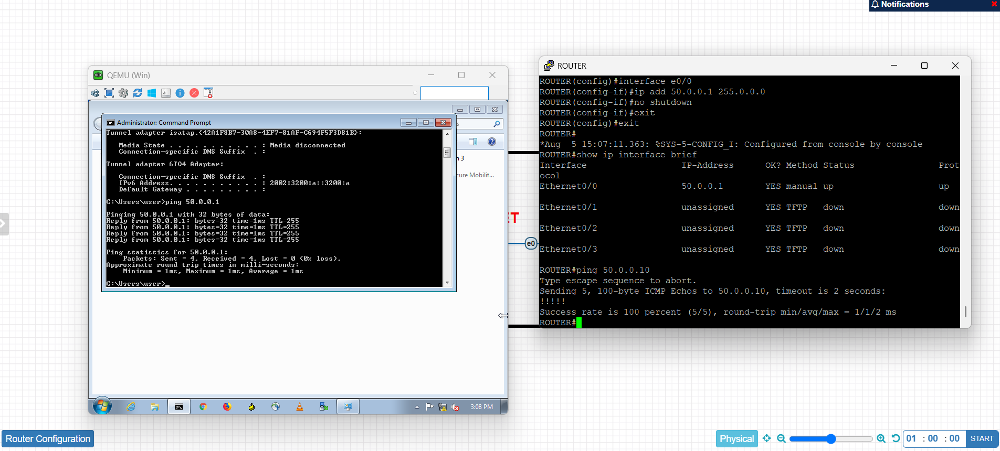 Notifications
QEMU (Win)
Administrator: Command Prompt
Tunnel adapter isatap.{42A1F8B7-30A8-4EF7-81AF-C694F5F3D81B}:
Media State . . . . . . . . . . . : Media disconnected
Connection-specific DNS Suffix  . :
Tunnel adapter 6TO4 Adapter:
Connection-specific DNS Suffix  . :
IPv6 Address. . . . . . . . . . . : 2002:3200:a::3200:a
Default Gateway . . . . . . . . . :
C:\Users\user>ping 50.0.0.1
Pinging 50.0.0.1 with 32 bytes of data:
Reply from 50.0.0.1: bytes=32 time=1ms TTL=255
Reply from 50.0.0.1: bytes=32 time=1ms TTL=255
Reply from 50.0.0.1: bytes=32 time=1ms TTL=255
Reply from 50.0.0.1: bytes=32 time=1ms TTL=255
Ping statistics for 50.0.0.1:
Packets: Sent = 4, Received = 4, Lost = 0 (0% loss),
Approximate round trip times in milli-seconds:
Minimum = 1ms, Maximum = 1ms, Average = 1ms
C:\Users\user>_
s
n 3
cure Mobilit...
3:08 PM
ET
e0
ROUTER
ROUTER(config)#interface e0/0
ROUTER(config-if)#ip add 50.0.0.1 255.0.0.0
ROUTER(config-if)#no shutdown
ROUTER(config-if)#exit
ROUTER(config)#exit
ROUTER#
*Aug  5 15:07:11.363: %SYS-5-CONFIG_I: Configured from console by console
ROUTER#show ip interface brief
Interface IP-Address OK? Method Status Prot
ocol
Ethernet0/0 50.0.0.1 YES manual up up
Ethernet0/1 unassigned YES TFTP down down
Ethernet0/2 unassigned YES TFTP down down
Ethernet0/3 unassigned YES TFTP down down
ROUTER#ping 50.0.0.10
Type escape sequence to abort.
Sending 5, 100-byte ICMP Echos to 50.0.0.10, timeout is 2 seconds:
!!!!!
Success rate is 100 percent (5/5), round-trip min/avg/max = 1/1/2 ms
ROUTER#
Router Configuration
Physical
01 : 00 : 00 START